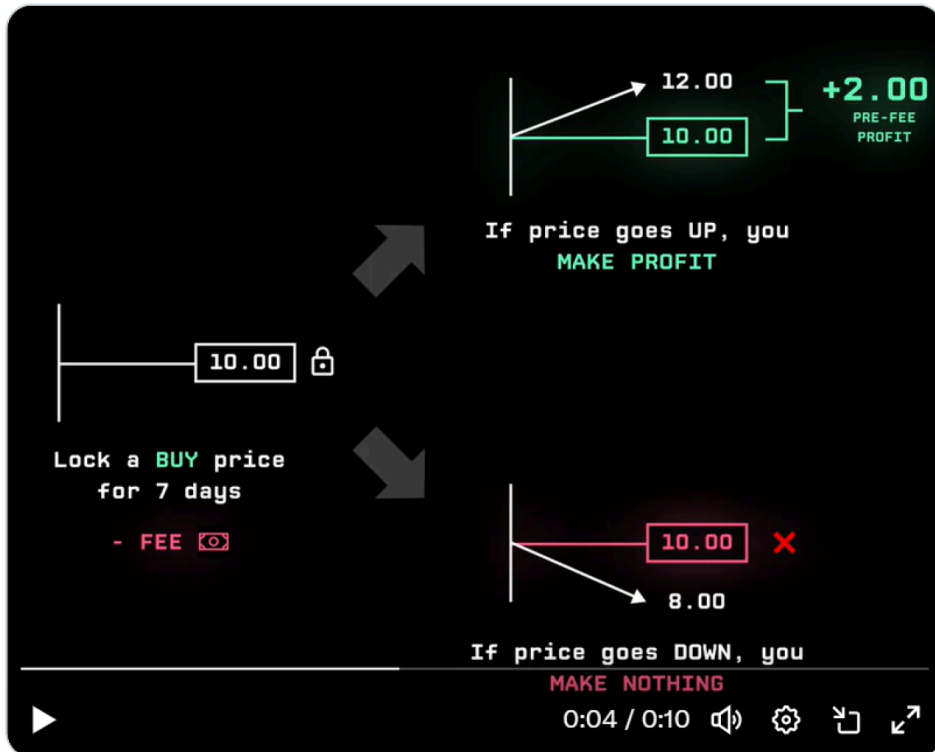 12.00
10.00
+2.00
PRE-FEE
PROFIT
If price goes UP, you
MAKE PROFIT
10.00
Lock a BUY price
for 7 days
- FEE
10.00
8.00
If price goes DOWN, you
MAKE NOTHING
0:04 / 0:10